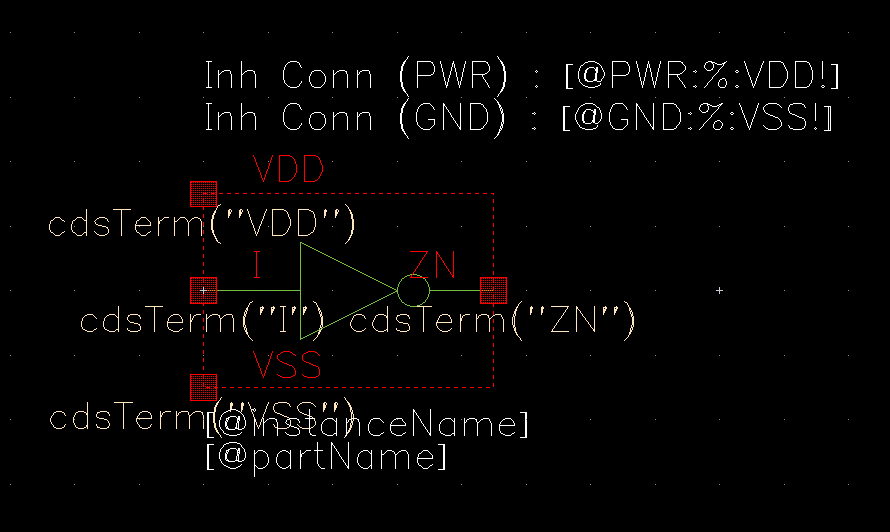 Inh Conn (PWR) : [@PWR:%:VDD!]
Inh Conn (GND) : [@GND:%:VSS!]
VDD
cdsTerm("VDD")
I ZN
cdsTerm("I") cdsTerm("ZN")
VSS
cdsTerm("VSS")
[@instanceName]
[@partName]